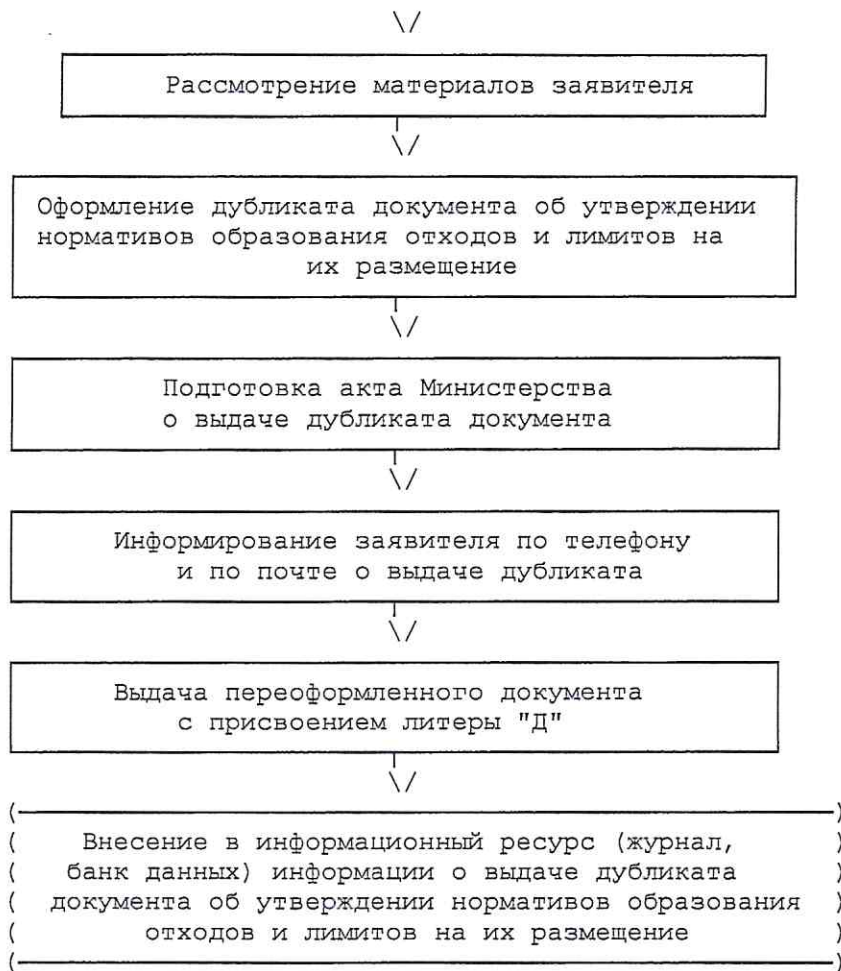 \/
Рассмотрение материалов заявителя
\/
Оформление дубликата документа об утверждении
нормативов образования отходов и лимитов на
их размещение
\/
Подготовка акта Министерства
о выдаче дубликата документа
\/
Информирование заявителя по телефону
и по почте о выдаче дубликата
\/
Выдача переоформленного документа
с присвоением литеры "Д"
\/
( )
( Внесение в информационный ресурс (журнал, )
( банк данных) информации о выдаче дубликата )
( документа об утверждении нормативов образования )
( отходов и лимитов на их размещение )
( )